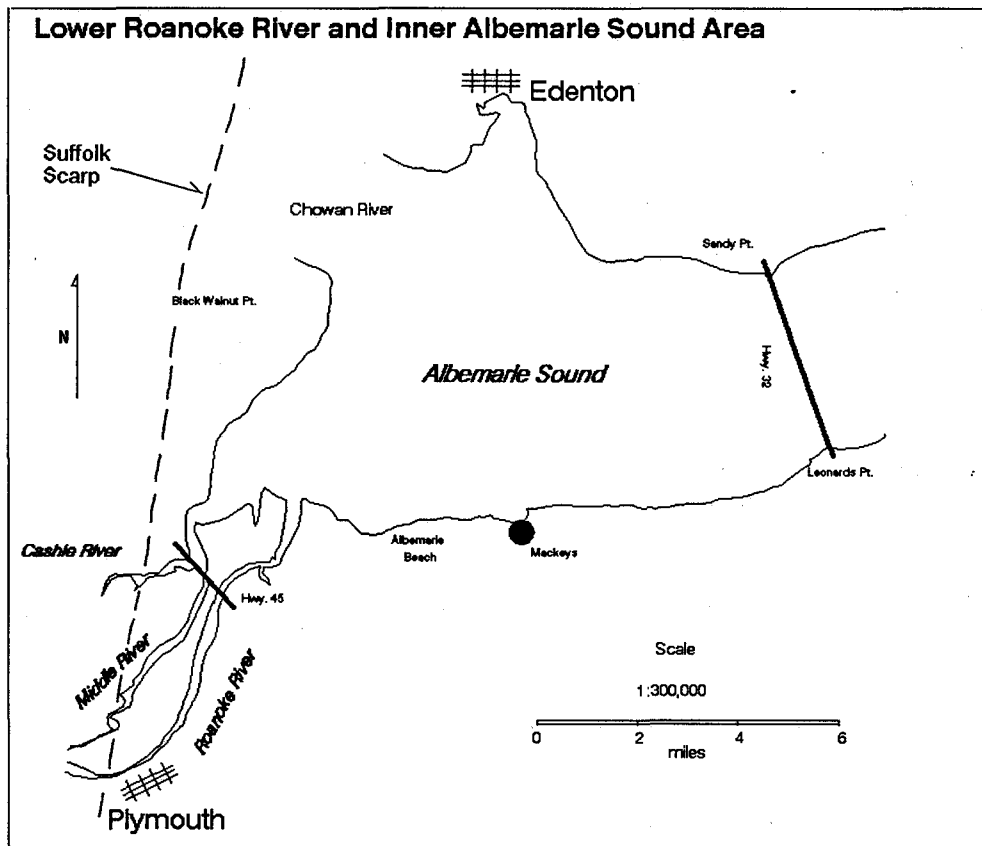 Lower Roanoke River and Inner Albemarle Sound Area
Edenton
Suffolk
Scarp
Chowan River
Sandy Pt.
Black Walnut Pt.
N
Hwy. 32
Albemarle Sound
Leonards Pt.
Cashie River
Albemarle
Beach
Mackeys
Hwy. 45
Middle River
Roanoke River
Scale
1:300,000
0 2 4 6
miles
Plymouth